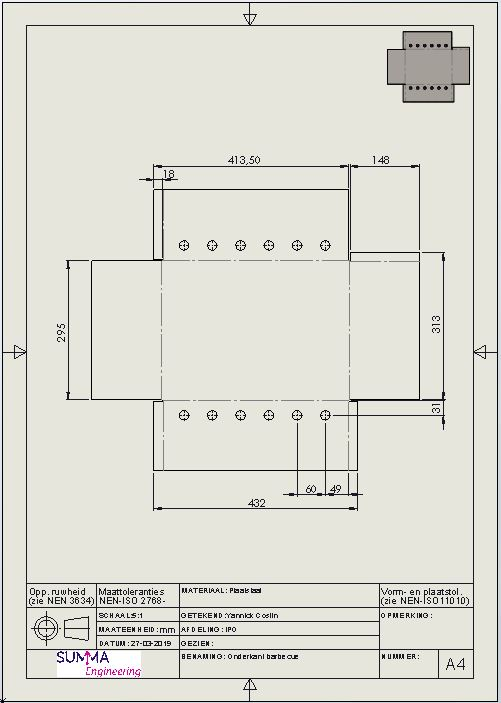 413,50
148
18
295
313
31
60
49
432
Opp. ruwheid
(zie NEN 3634)
Maattoleranties
NEN-ISO 2768-
MATERIAAL: Plaatstaal
Vorm- en plaatstol.
(zie NEN-ISO11010)
SCHAAL:5:1
GETEKEND:Yannick Coslin
OPMERKING:
MAATEENHEID: mm
AFDELING: IPO
DATUM: 27-03-2019
GEZIEN:
SUMMA
Engineering
BENAMING: Onderkant barbecue
NUMMER:
A4